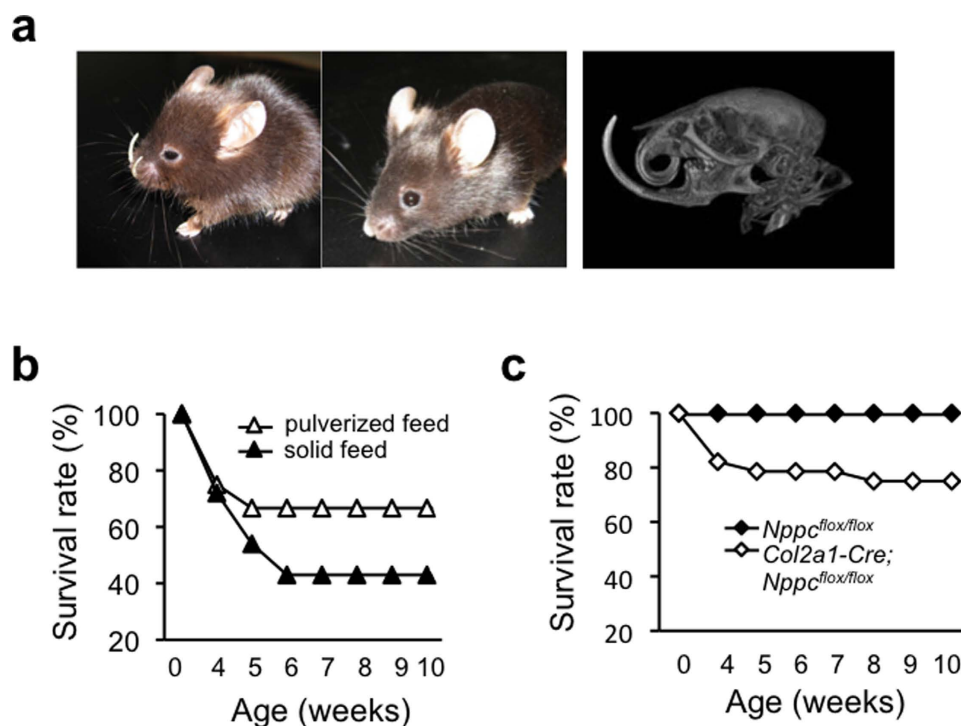 a
b
Survival rate (%)
100
80
60
40
20
pulverized feed
solid feed
0 4 5 6 7 8 9 10
Age (weeks)
c
Survival rate (%)
100
80
60
40
20
Nppcflox/flox
Col2a1-Cre;
Nppcflox/flox
0 4 5 6 7 8 9 10
Age (weeks)